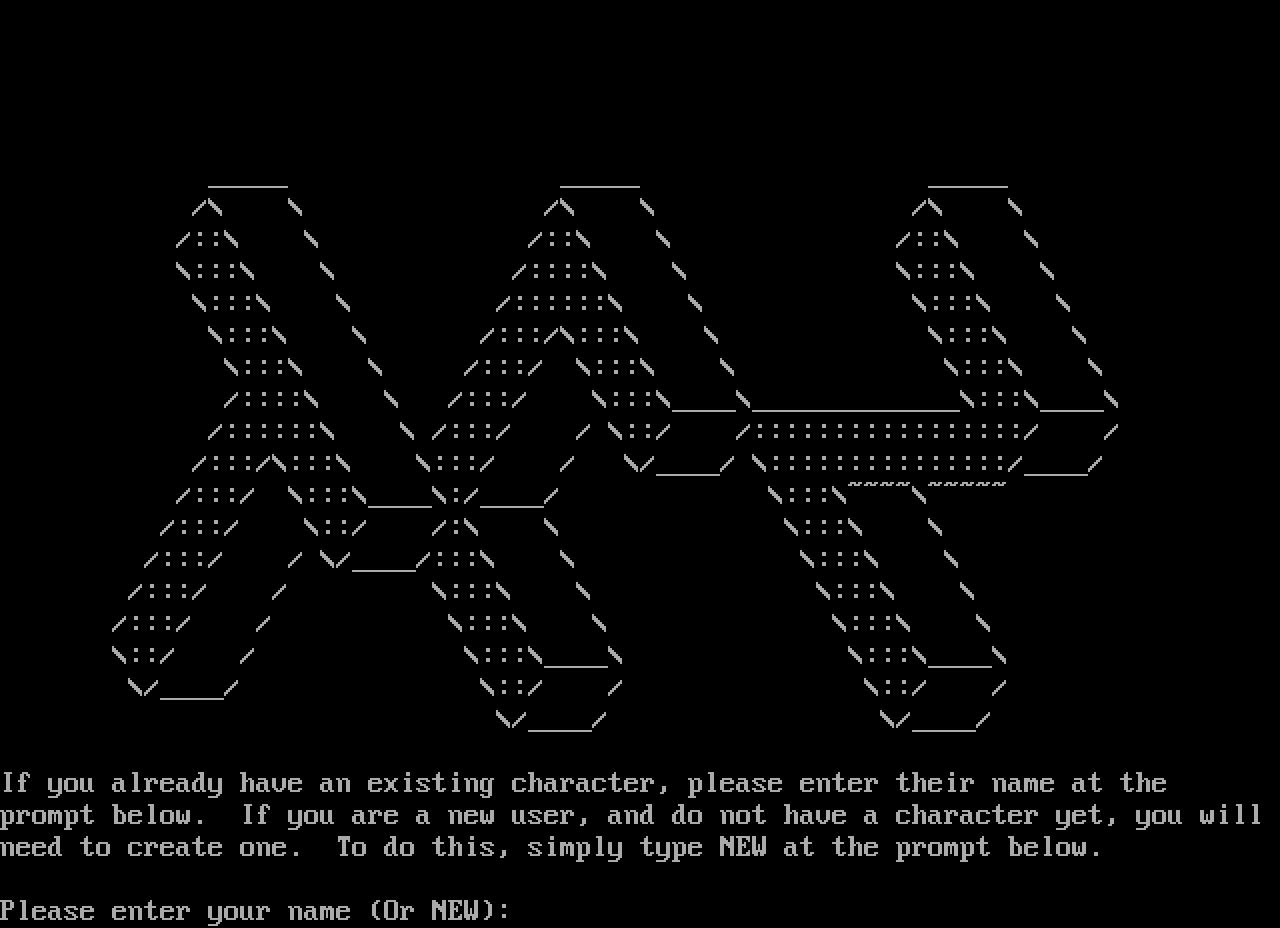 If you already have an existing character, please enter their name at the
prompt below.  If you are a new user, and do not have a character yet, you will
need to create one.  To do this, simply type NEW at the prompt below.
Please enter your name (Or NEW):